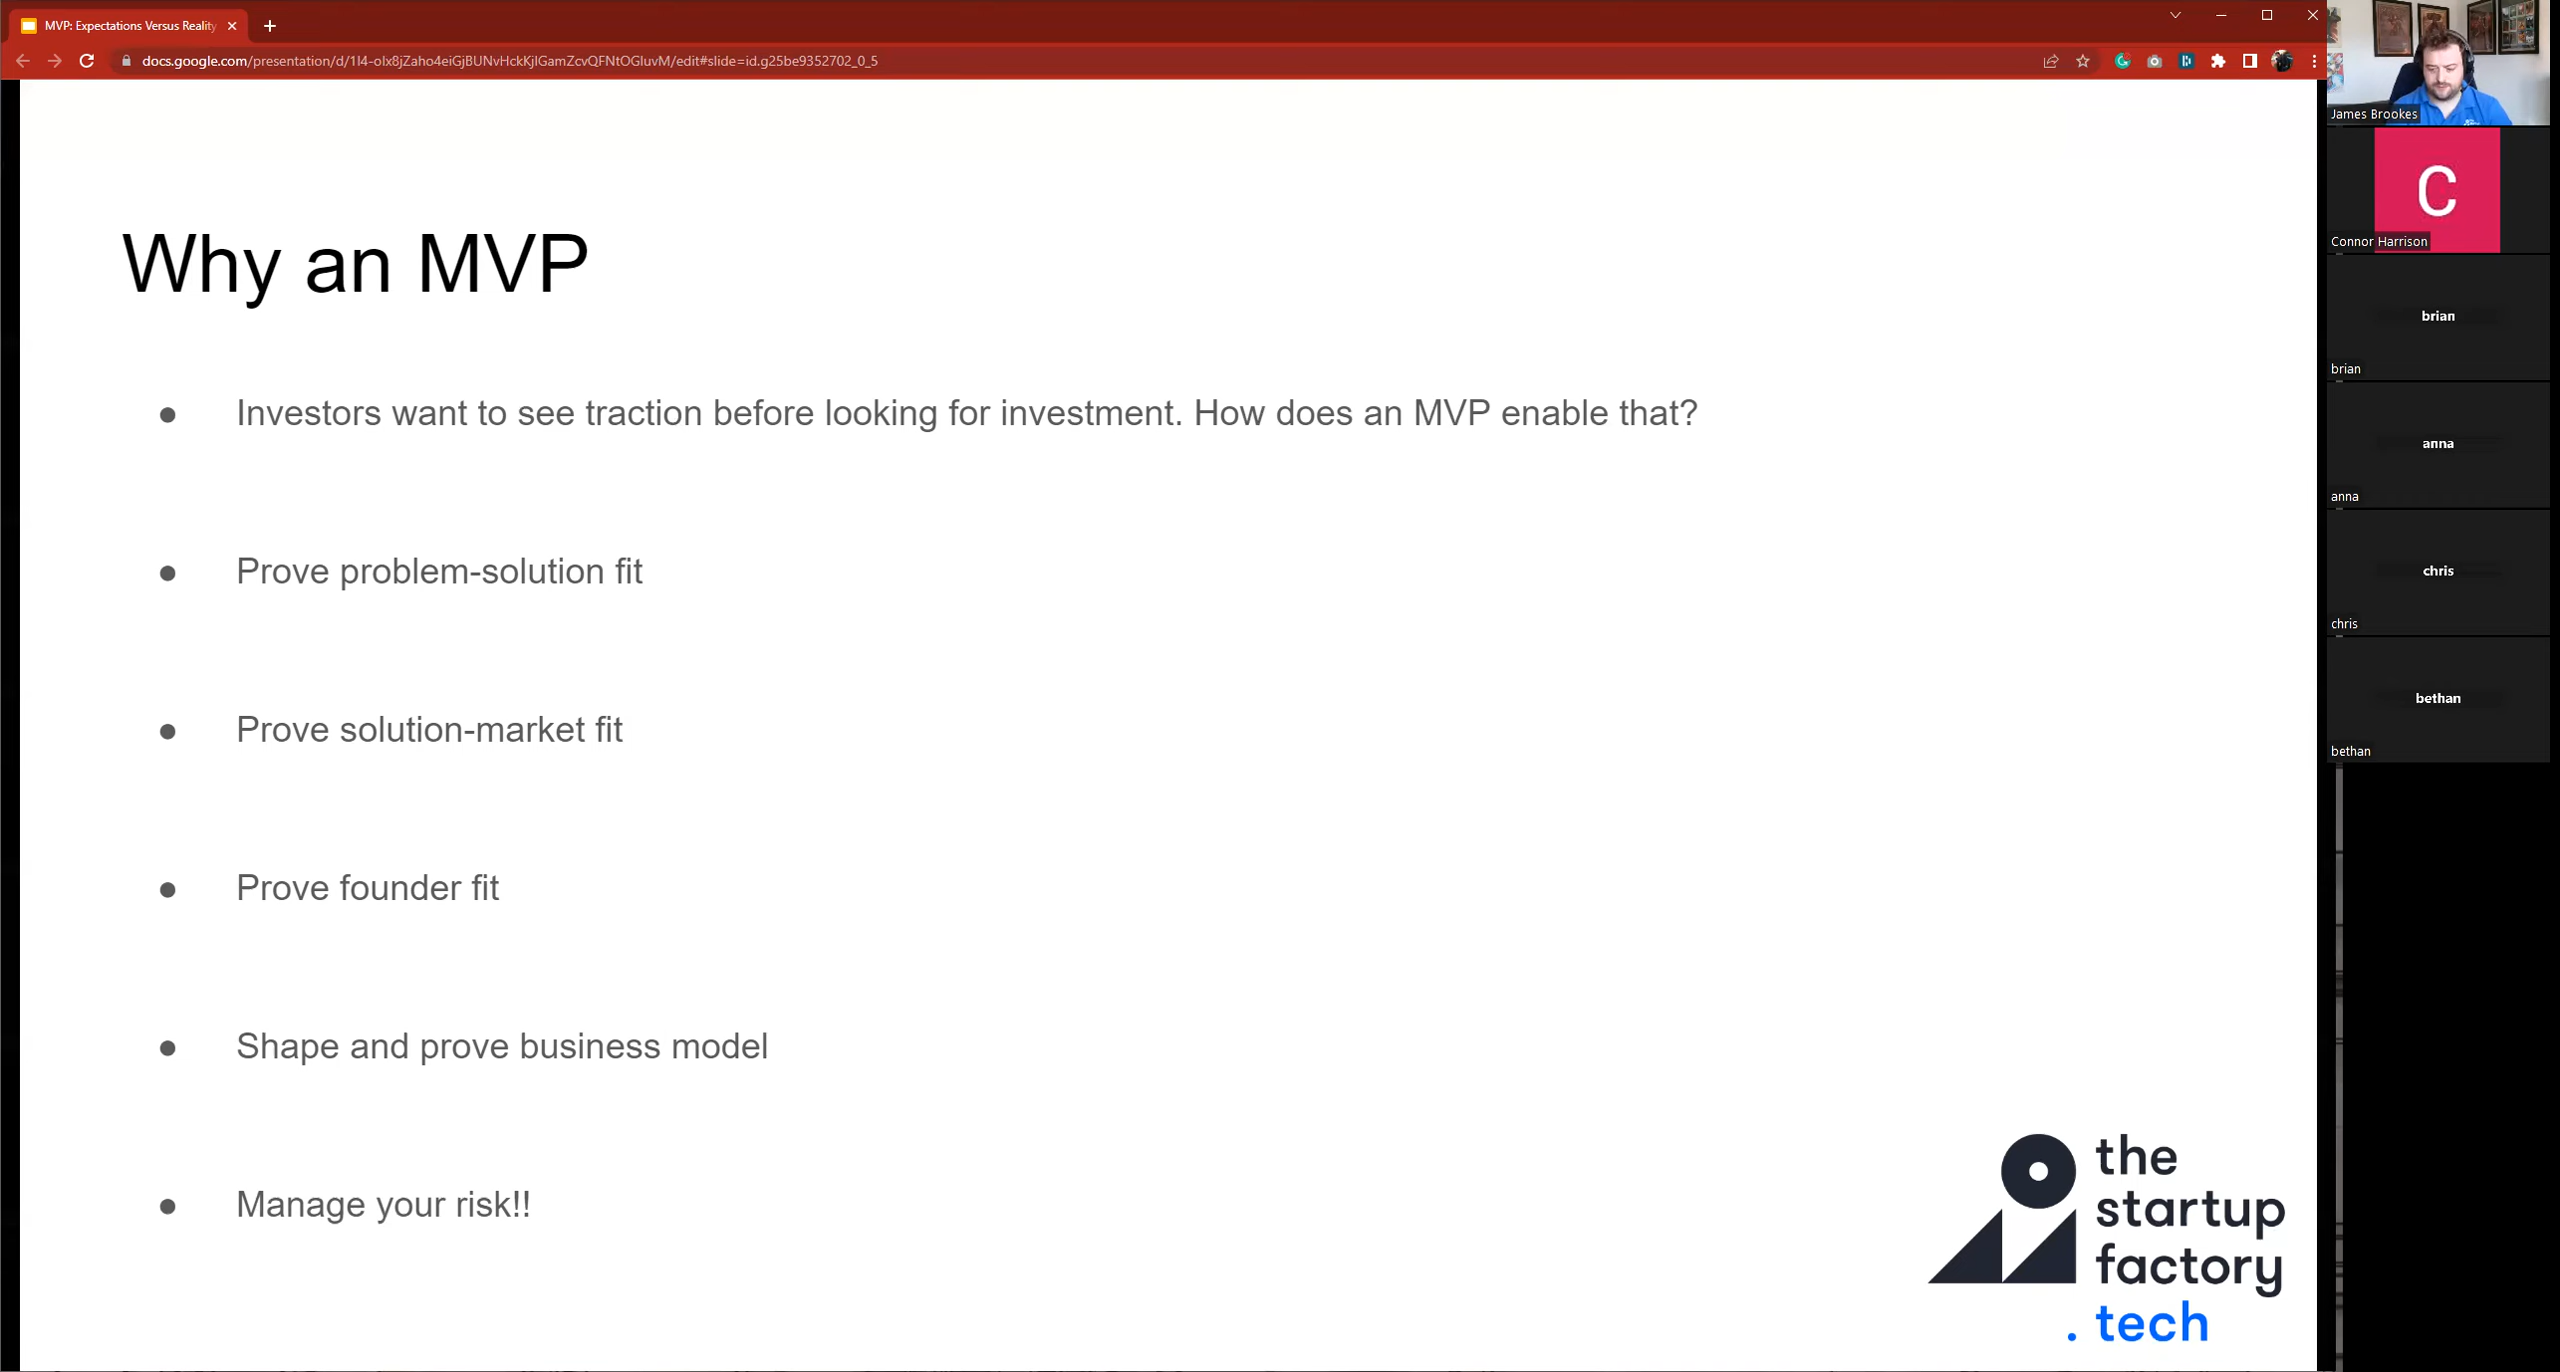 MVP: Expectations Versus Reality
docs.google.com/presentation/d/1I4-oIx8jZaho4eiGjBUNvHckKjIGamZcvQFNtOGIuvM/edit#slide=id.g25be9352702_0_5
Why an MVP
● Investors want to see traction before looking for investment. How does an MVP enable that?
● Prove problem-solution fit
● Prove solution-market fit
● Prove founder fit
● Shape and prove business model
● Manage your risk!!
the
startup
factory
. tech
James Brookes
C
Connor Harrison
brian
brian
anna
anna
chris
chris
bethan
bethan